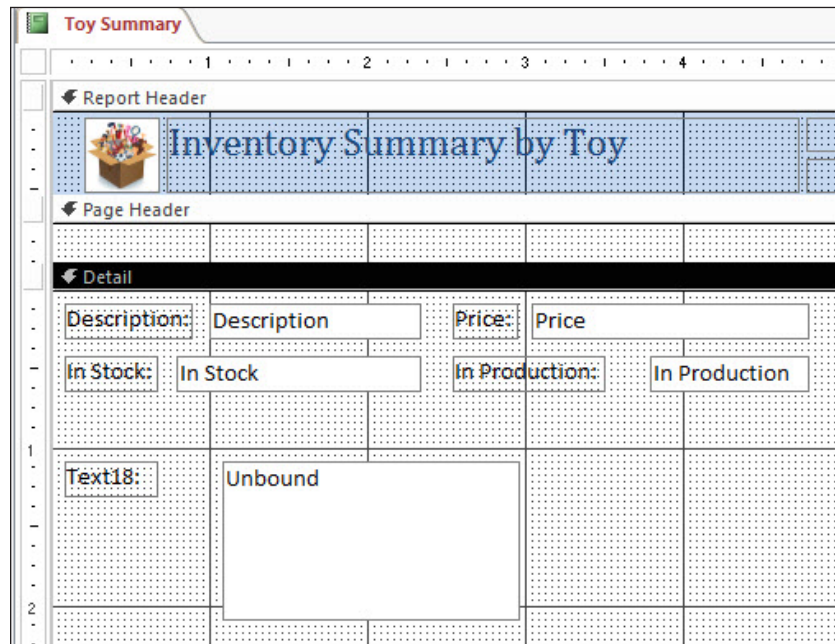 Toy Summary
1 2 3 4
Report Header
Inventory Summary by Toy
Page Header
Detail
Description: Description Price: Price
In Stock: In Stock In Production: In Production
1
Text18: Unbound
2